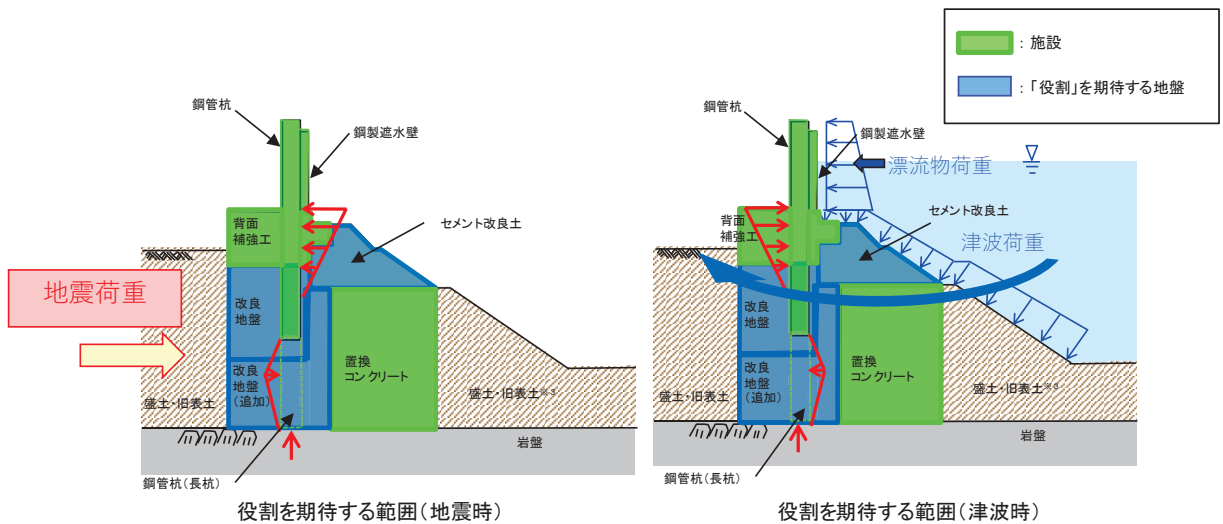 ：施設
：「役割」を期待する地盤
鋼管杭
鋼製遮水壁
背面
補強工
セメント改良土
地震荷重
改良
地盤
置換
コンクリート
改良
地盤
（追加）
盛土・旧表土
盛土・旧表土※3
岩盤
鋼管杭（長杭）
役割を期待する範囲（地震時）
鋼管杭
鋼製遮水壁
漂流物荷重
背面
補強工
セメント改良土
津波荷重
改良
地盤
置換
コンクリート
改良
地盤
（追加）
盛土・旧表土
盛土・旧表土※3
岩盤
鋼管杭（長杭）
役割を期待する範囲（津波時）